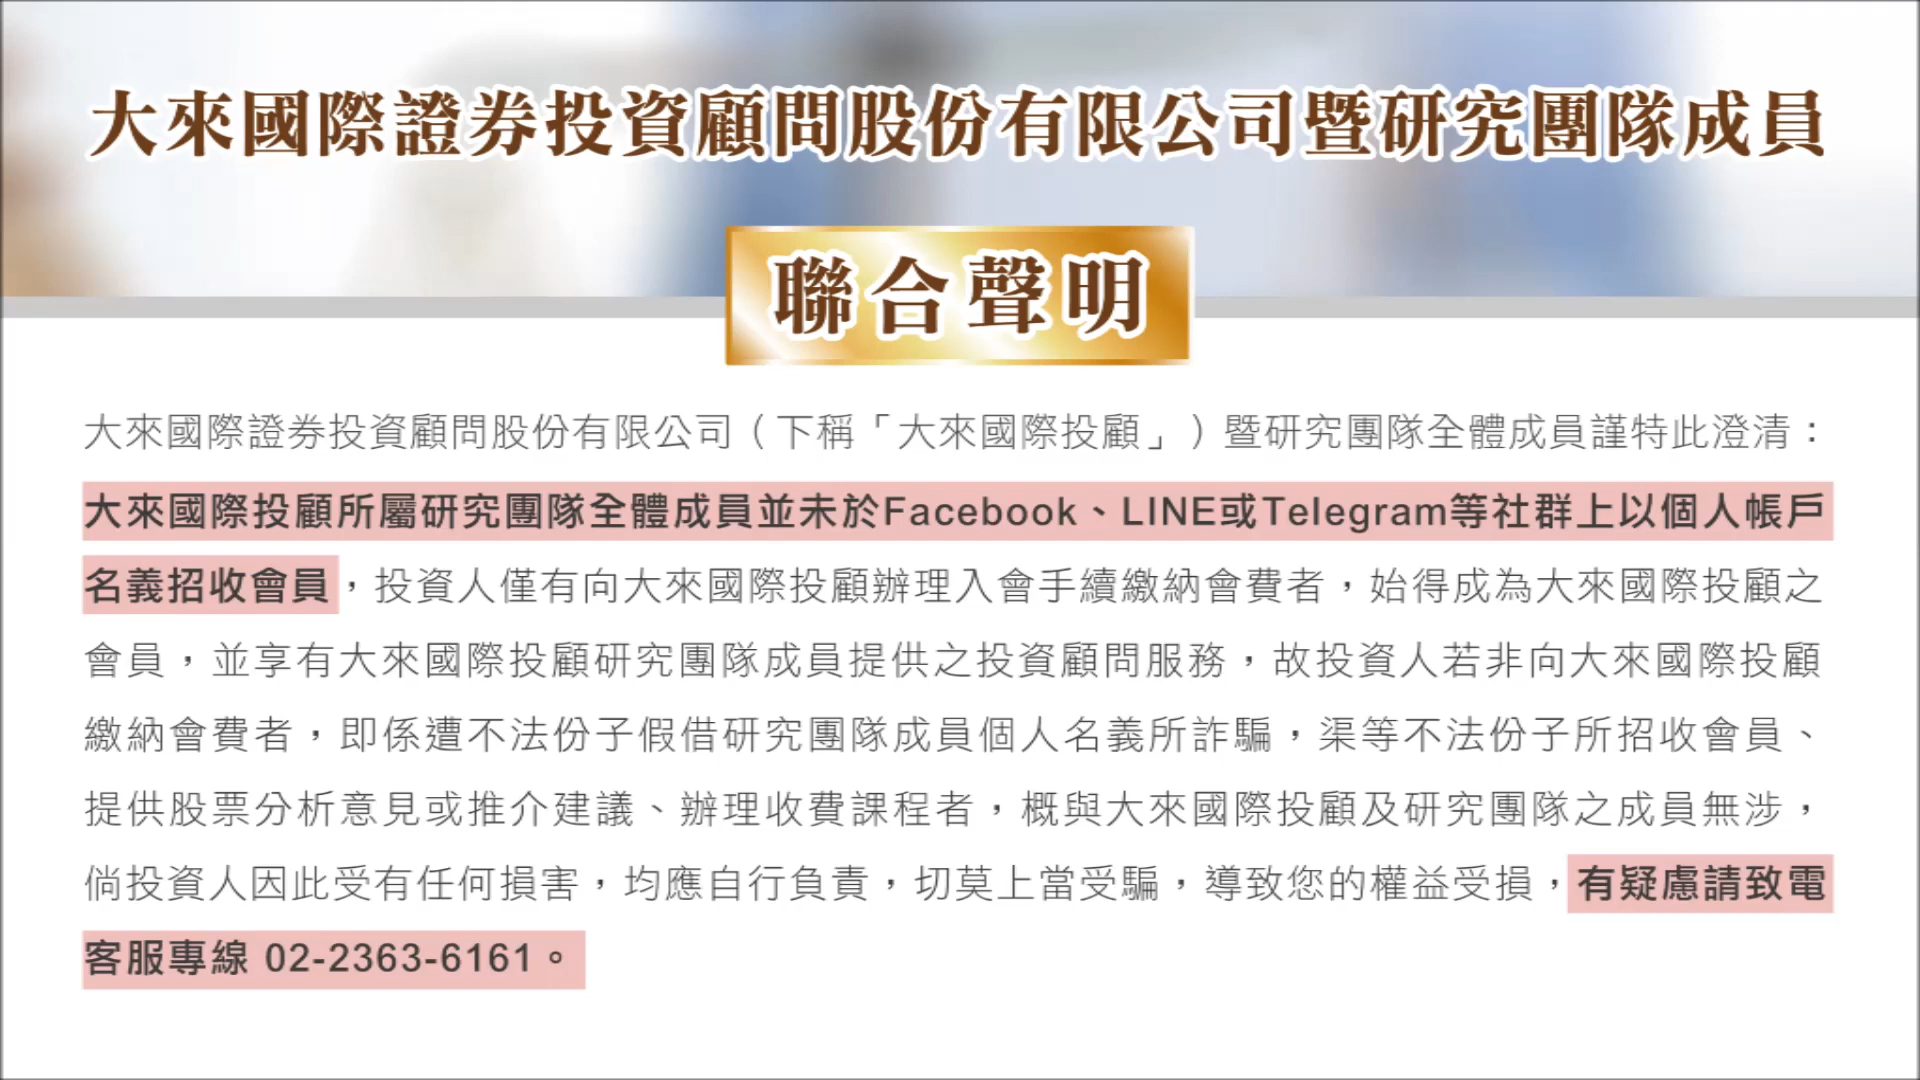 大來國際證券投資顧問股份有限公司暨研究團隊成員
聯合聲明
大來國際證券投資顧問股份有限公司（下稱「大來國際投顧」）暨研究團隊全體成員謹特此澄清：
大來國際投顧所屬研究團隊全體成員並未於Facebook、LINE或Telegram等社群上以個人帳戶
名義招收會員，投資人僅有向大來國際投顧辦理入會手續繳納會費者，始得成為大來國際投顧之
會員，並享有大來國際投顧研究團隊成員提供之投資顧問服務，故投資人若非向大來國際投顧
繳納會費者，即係遭不法份子假借研究團隊成員個人名義所詐騙，渠等不法份子所招收會員、
提供股票分析意見或推介建議、辦理收費課程者，概與大來國際投顧及研究團隊之成員無涉，
倘投資人因此受有任何損害，均應自行負責，切莫上當受騙，導致您的權益受損，有疑慮請致電
客服專線 02-2363-6161。